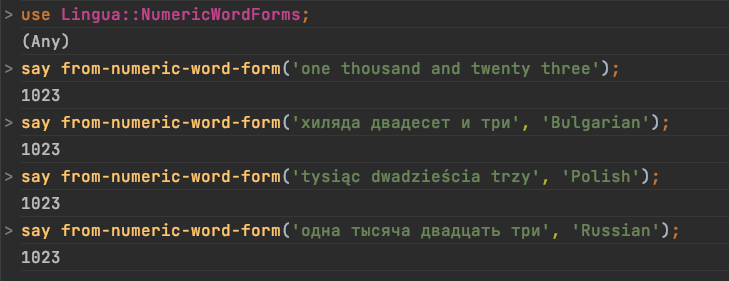 > use Lingua::NumericWordForms;
(Any)
> say from-numeric-word-form('one thousand and twenty three');
1023
> say from-numeric-word-form('хиляда двадесет и три', 'Bulgarian');
1023
> say from-numeric-word-form('tysiąc dwadzieścia trzy', 'Polish');
1023
> say from-numeric-word-form('одна тысяча двадцать три', 'Russian');
1023